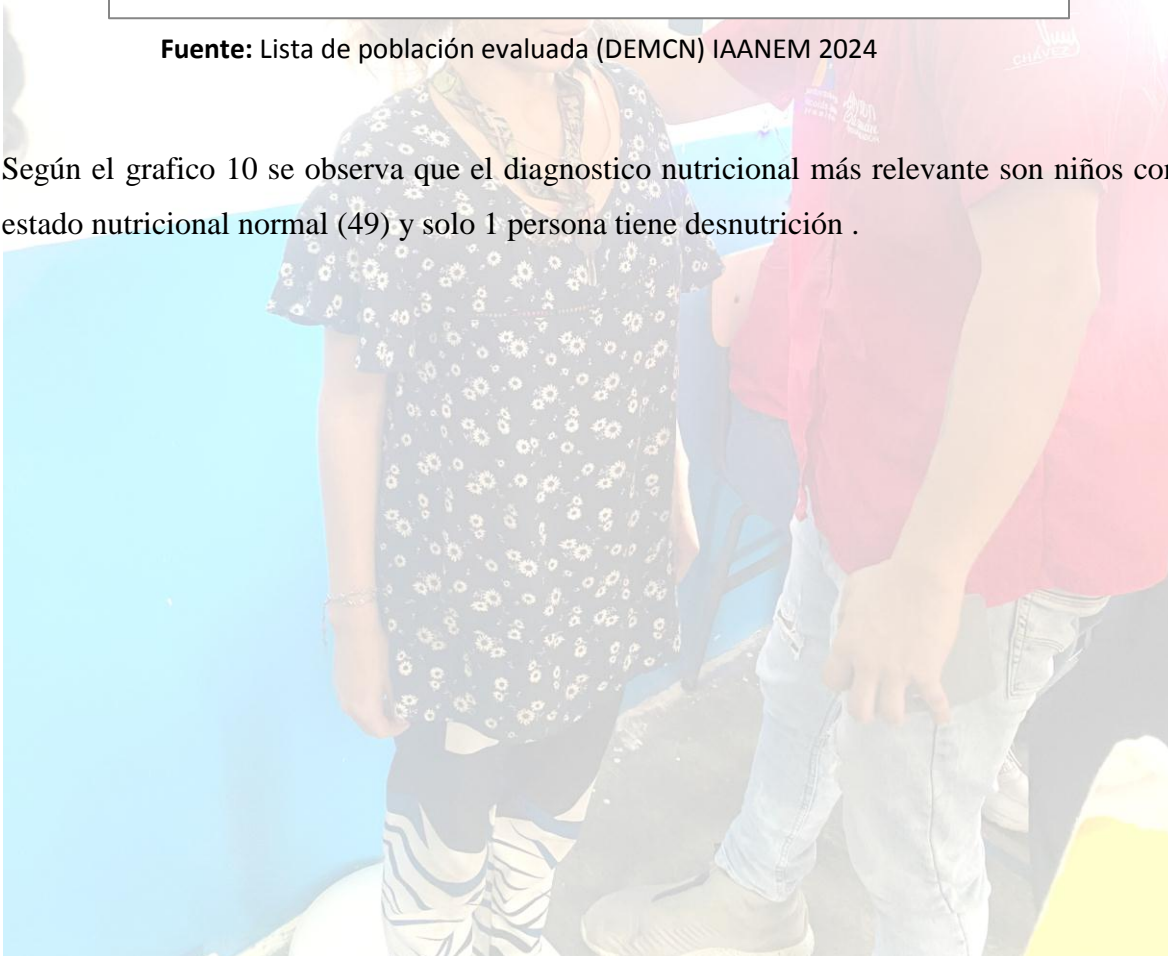 Fuente: Lista de población evaluada (DEMCN) IAANEM 2024
CHÁVEZ
Según el grafico 10 se observa que el diagnostico nutricional más relevante son niños con
estado nutricional normal (49) y solo 1 persona tiene desnutrición .